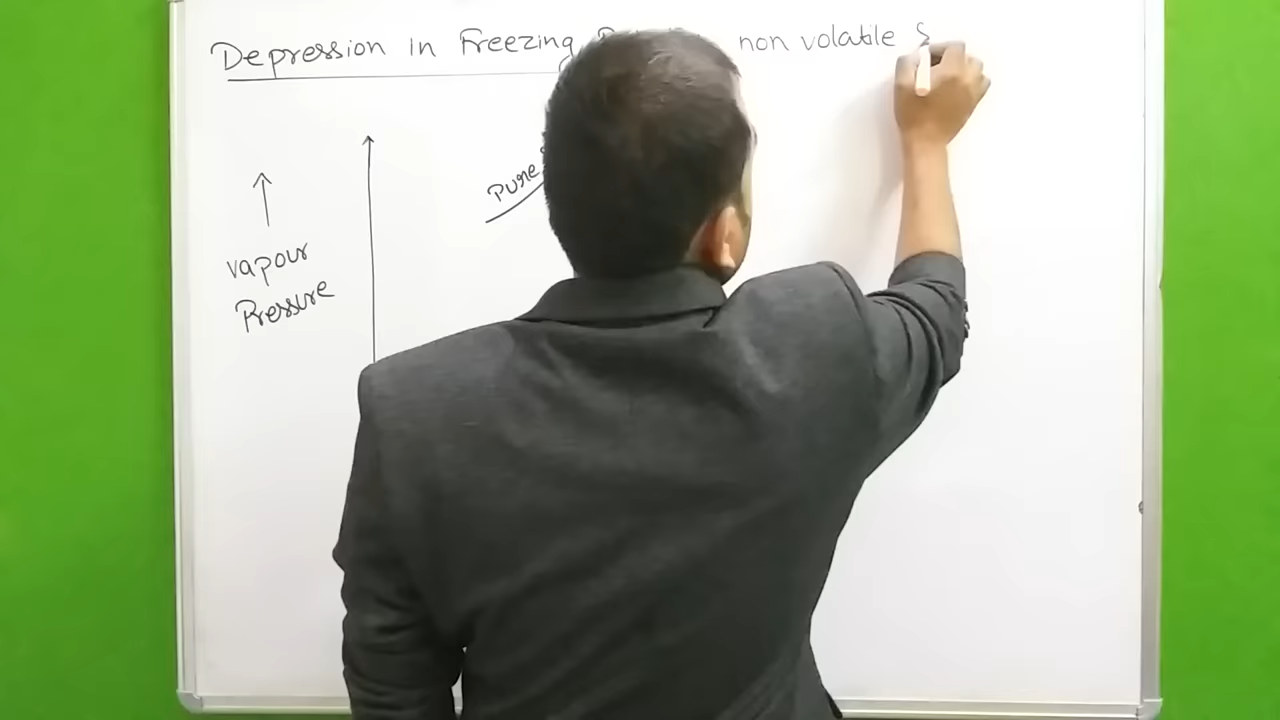 Depression in Freezing non volatile S
Pure
vapour
Pressure